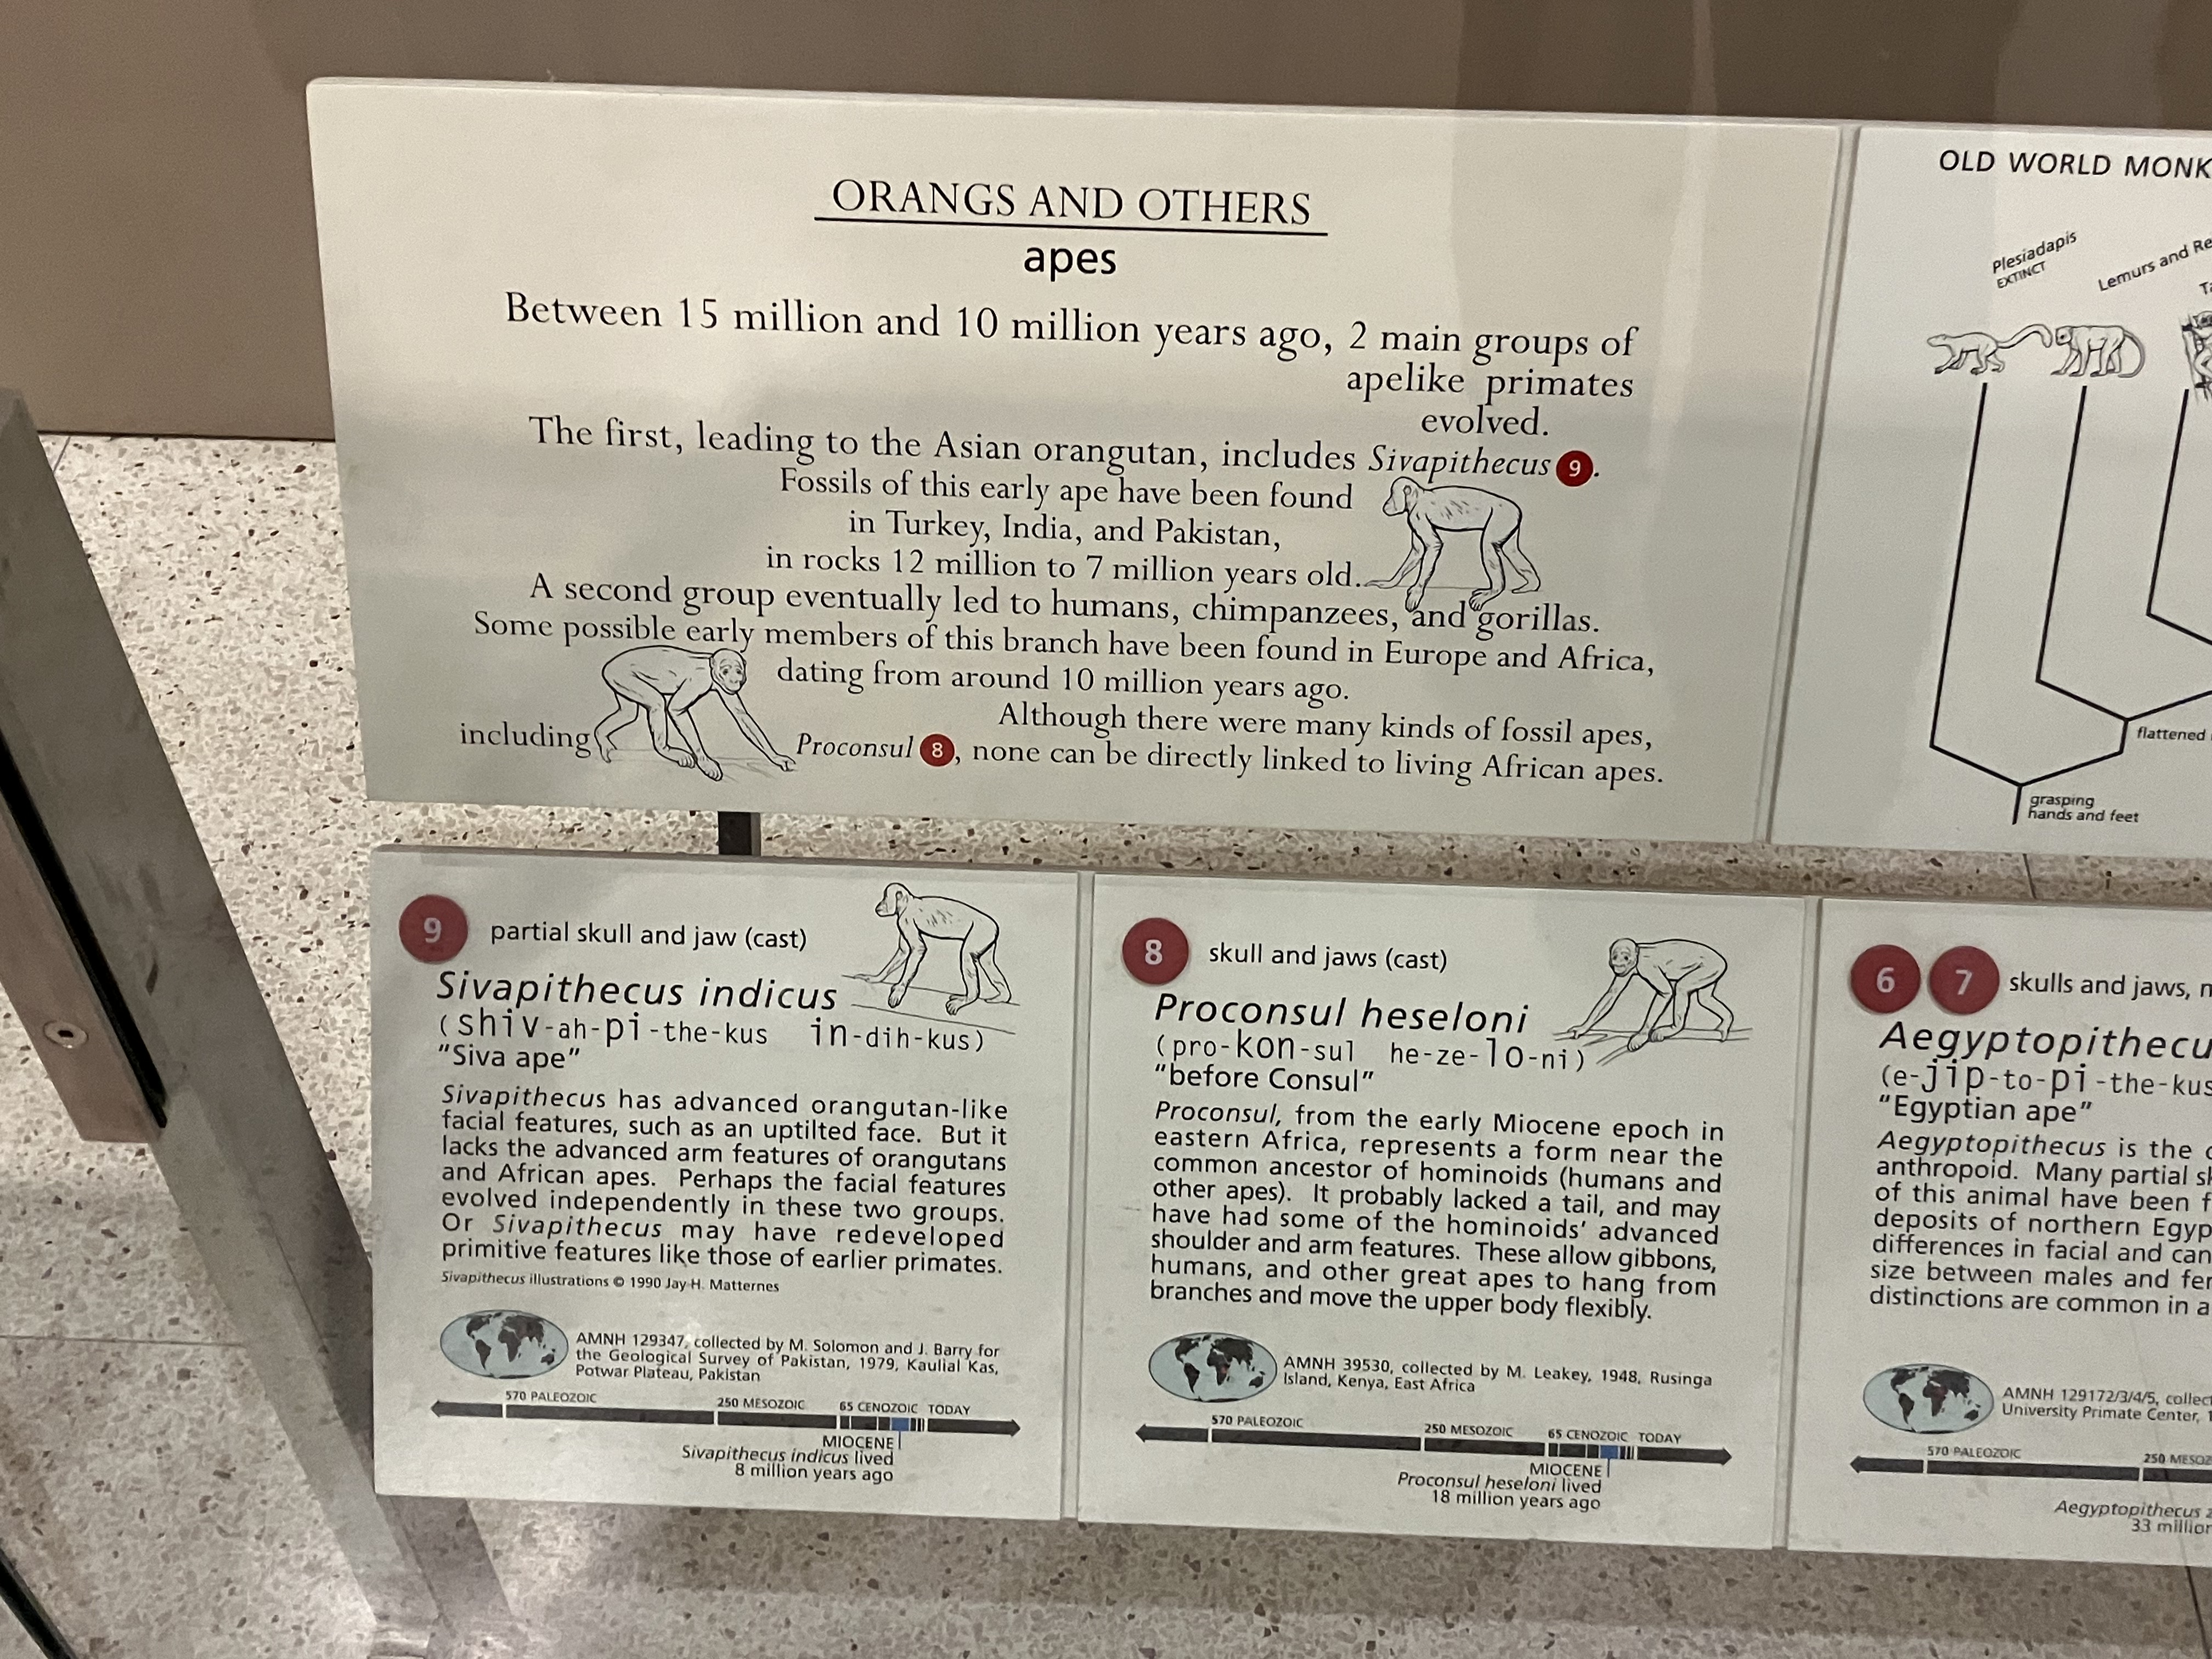 ORANGS AND OTHERS
apes
Between 15 million and 10 million years ago, 2 main groups of
apelike primates
evolved.
The first, leading to the Asian orangutan, includes Sivapithecus 9.
Fossils of this early ape have been found
in Turkey, India, and Pakistan,
in rocks 12 million to 7 million years old.
A second group eventually led to humans, chimpanzees, and gorillas.
Some possible early members of this branch have been found in Europe and Africa,
dating from around 10 million years ago.
Although there were many kinds of fossil apes,
including Proconsul 8, none can be directly linked to living African apes.
OLD WORLD
Plesiadapis
EXTINCT
Lemurs and
flattened
grasping
hands and feet
9 partial skull and jaw (cast)
Sivapithecus indicus
(shiv-ah-pi-the-kus in-dih-kus)
"Siva ape"
Sivapithecus has advanced orangutan-like
facial features, such as an uptilted face. But it
lacks the advanced arm features of orangutans
and African apes. Perhaps the facial features
evolved independently in these two groups.
Or Sivapithecus may have redeveloped
primitive features like those of earlier primates.
Sivapithecus illustrations © 1990 Jay H. Matternes
AMNH 129347, collected by M. Solomon and J. Barry for
the Geological Survey of Pakistan, 1979, Kaulial Kas,
Potwar Plateau, Pakistan
570 PALEOZOIC 250 MESOZOIC 65 CENOZOIC TODAY
MIOCENE
Sivapithecus indicus lived
8 million years ago
8 skull and jaws (cast)
Proconsul heseloni
(pro-kon-sul he-ze-lo-ni)
"before Consul"
Proconsul, from the early Miocene epoch in
eastern Africa, represents a form near the
common ancestor of hominoids (humans and
other apes). It probably lacked a tail, and may
have had some of the hominoids' advanced
shoulder and arm features. These allow gibbons,
humans, and other great apes to hang from
branches and move the upper body flexibly.
AMNH 39530, collected by M. Leakey, 1948, Rusinga
Island, Kenya, East Africa
570 PALEOZOIC 250 MESOZOIC 65 CENOZOIC TODAY
MIOCENE
Proconsul heseloni lived
18 million years ago
6 7 skulls and jaws,
(e-jip-to-pi-the-kus
"Egyptian ape"
Aegyptopithecus is the
anthropoid. Many partial
of this animal have been
deposits of northern
differences in facial and
size between males and
distinctions are common in
AMNH 129172/3/4/5,
University Primate Center,
570 PALEOZOIC 250
Aegyptopithecus
33